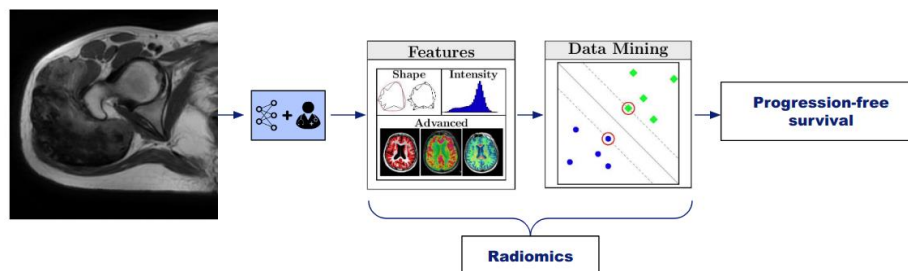 Features
Shape
Intensity
Advanced
Data Mining
Progression-free
survival
+
Radiomics